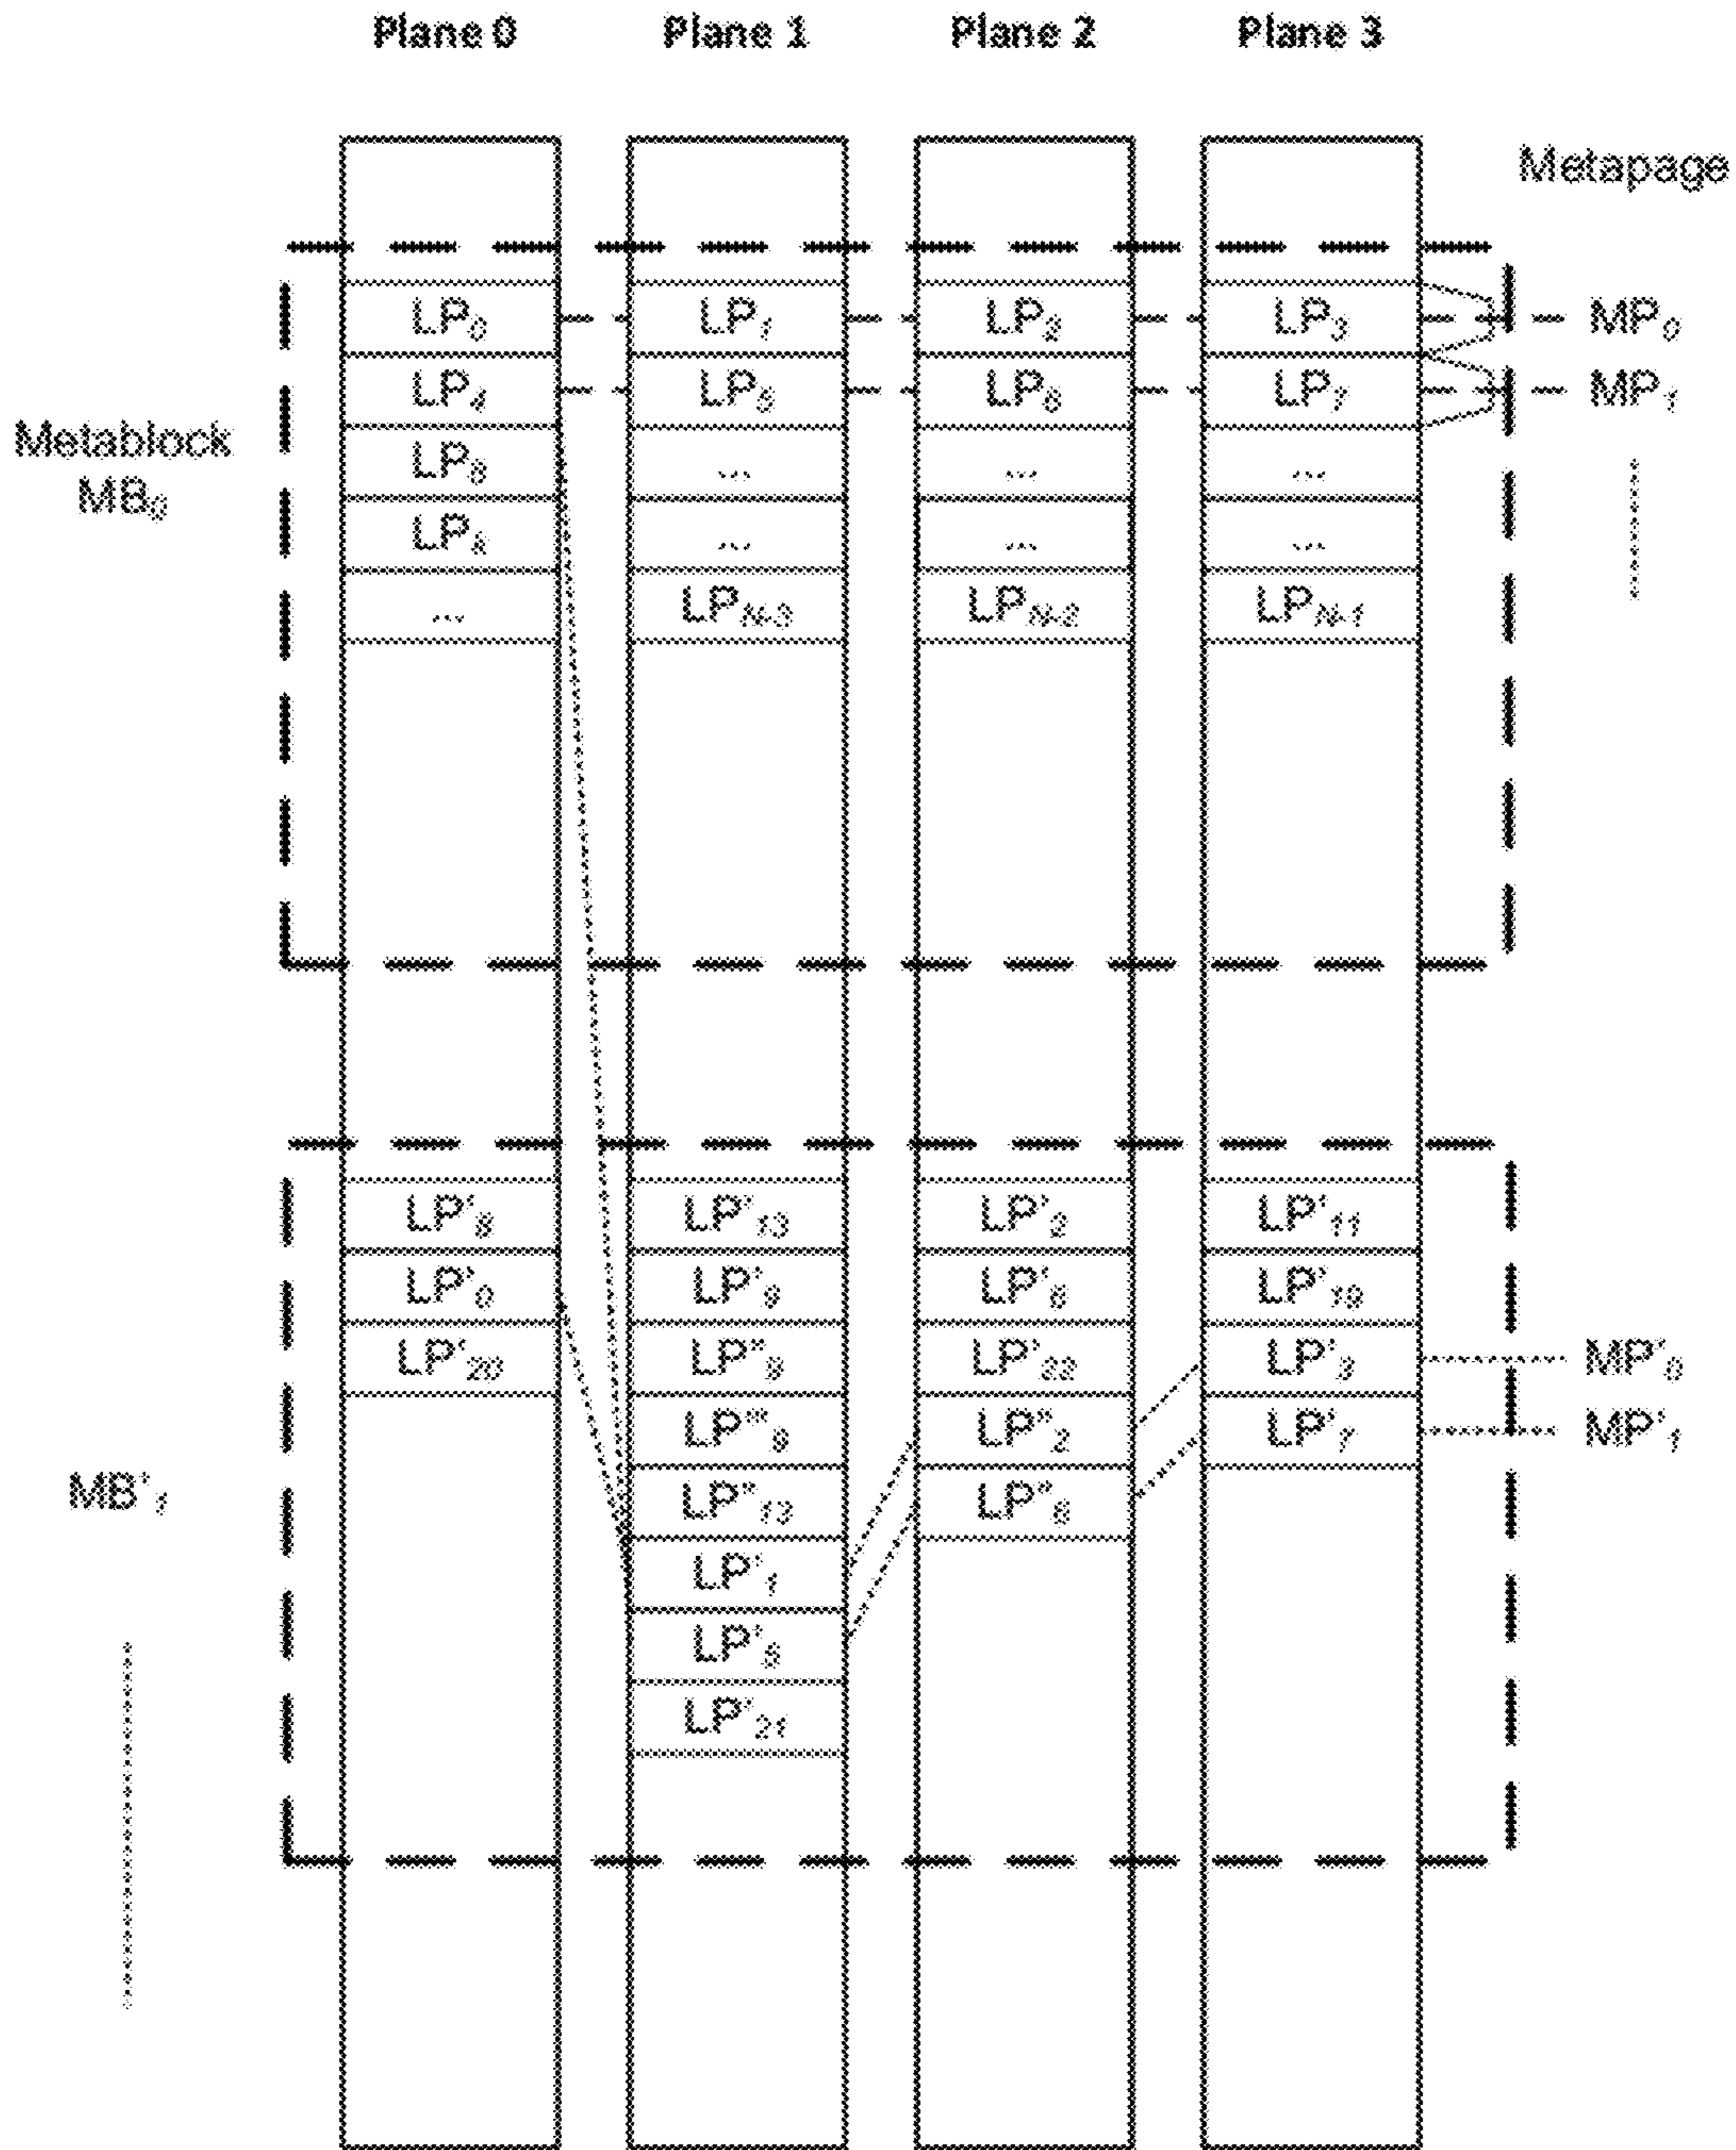 Plane 0 Plane 1 Plane 2 Plane 3
Metapage
LP₀ LP₁ LP₂ LP₃ MP₀
LP₄ LP₅ LP₆ LP₇ MP₁
Metablock
LP₈ ... ... ...
MB₀
LPₖ ... ... ...
... LP_N-3 LP_N-2 LP_N-1
LP'₈ LP'₁₃ LP'₂ LP'₁₁
LP'₀ LP'₉ LP'₆ LP'₁₉
LP'₂₀ LP"₉ LP'₂₂ LP'₃ MP'₀
LP'"₉ LP"₂ LP'₇ MP'₁
MB'₁ LP"₁₃ LP"₆
LP'₁
LP'₅
LP'₂₁